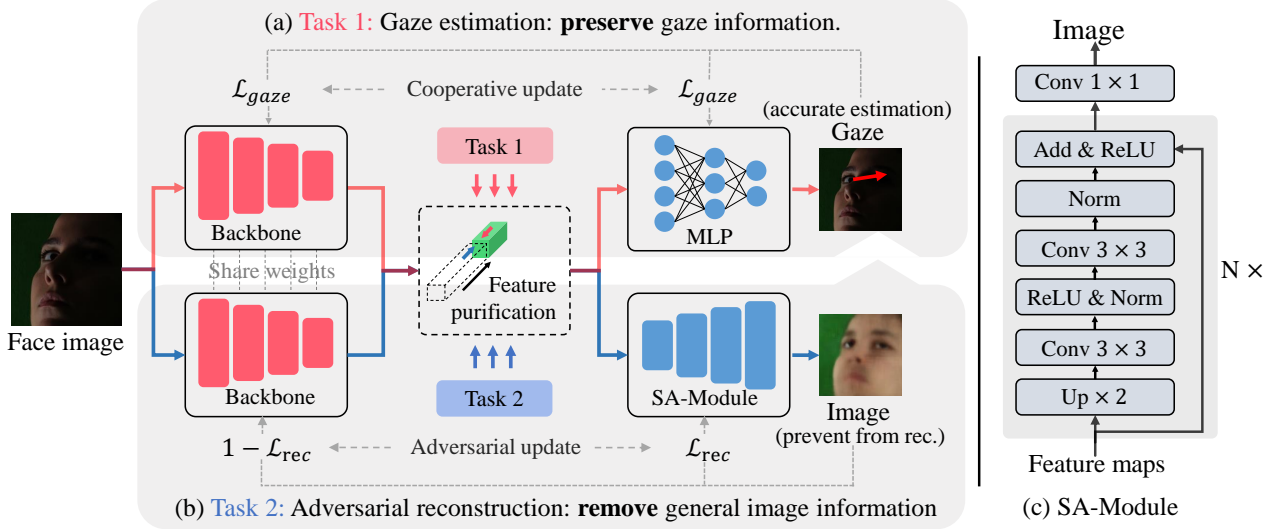 (a) Task 1: Gaze estimation: preserve gaze information.
ℒgaze
Cooperative update
ℒgaze
(accurate estimation)
Gaze
Task 1
Backbone
MLP
Share weights
Feature
purification
Face image
Backbone
Task 2
SA-Module
Image
(prevent from rec.)
1 − ℒrec
Adversarial update
ℒrec
(b) Task 2: Adversarial reconstruction: remove general image information
Image
Conv 1 × 1
Add & ReLU
Norm
Conv 3 × 3
ReLU & Norm
Conv 3 × 3
Up × 2
N ×
Feature maps
(c) SA-Module